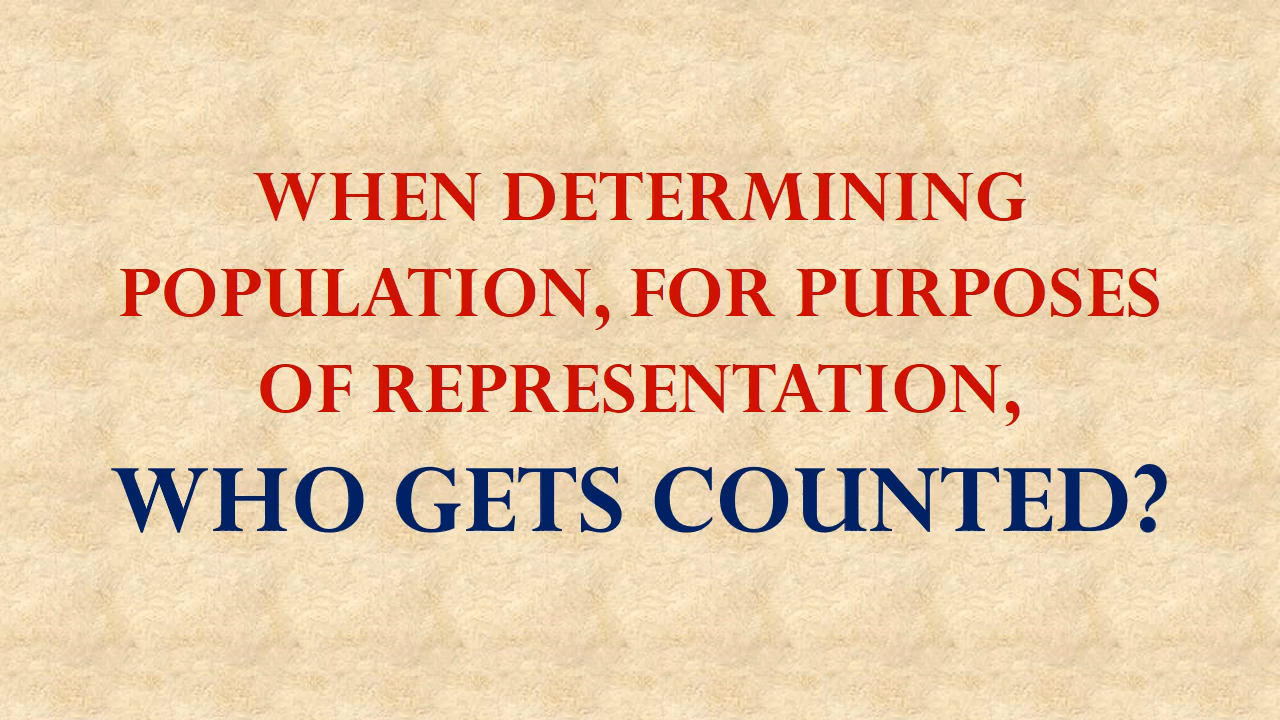 WHEN DETERMINING
POPULATION, FOR PURPOSES
OF REPRESENTATION,
WHO GETS COUNTED?